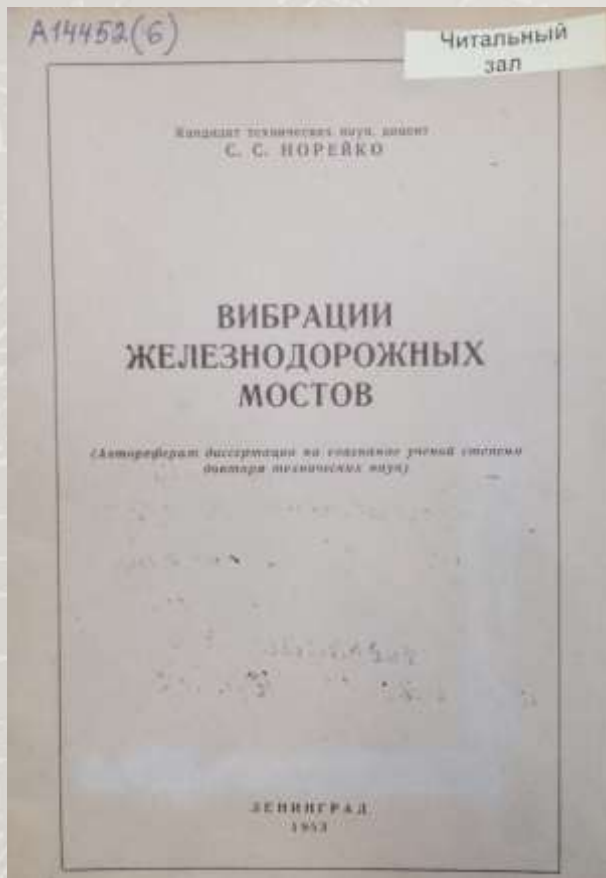 А14452(6)
Читальный
зал
Кандидат технических наук, доцент
С. С. НОРЕЙКО
ВИБРАЦИИ
ЖЕЛЕЗНОДОРОЖНЫХ
МОСТОВ
(Автореферат диссертации на соискание ученой степени
доктора технических наук)
ЛЕНИНГРАД
1953